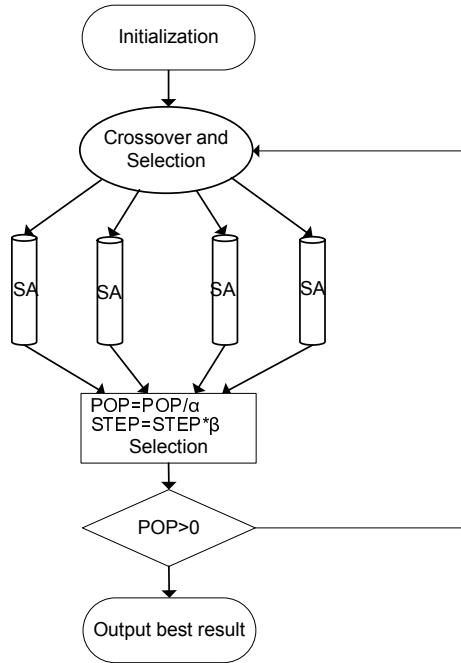 Initialization
Crossover and
Selection
SA
SA
SA
SA
POP=POP/α
STEP=STEP*β
Selection
POP>0
Output best result